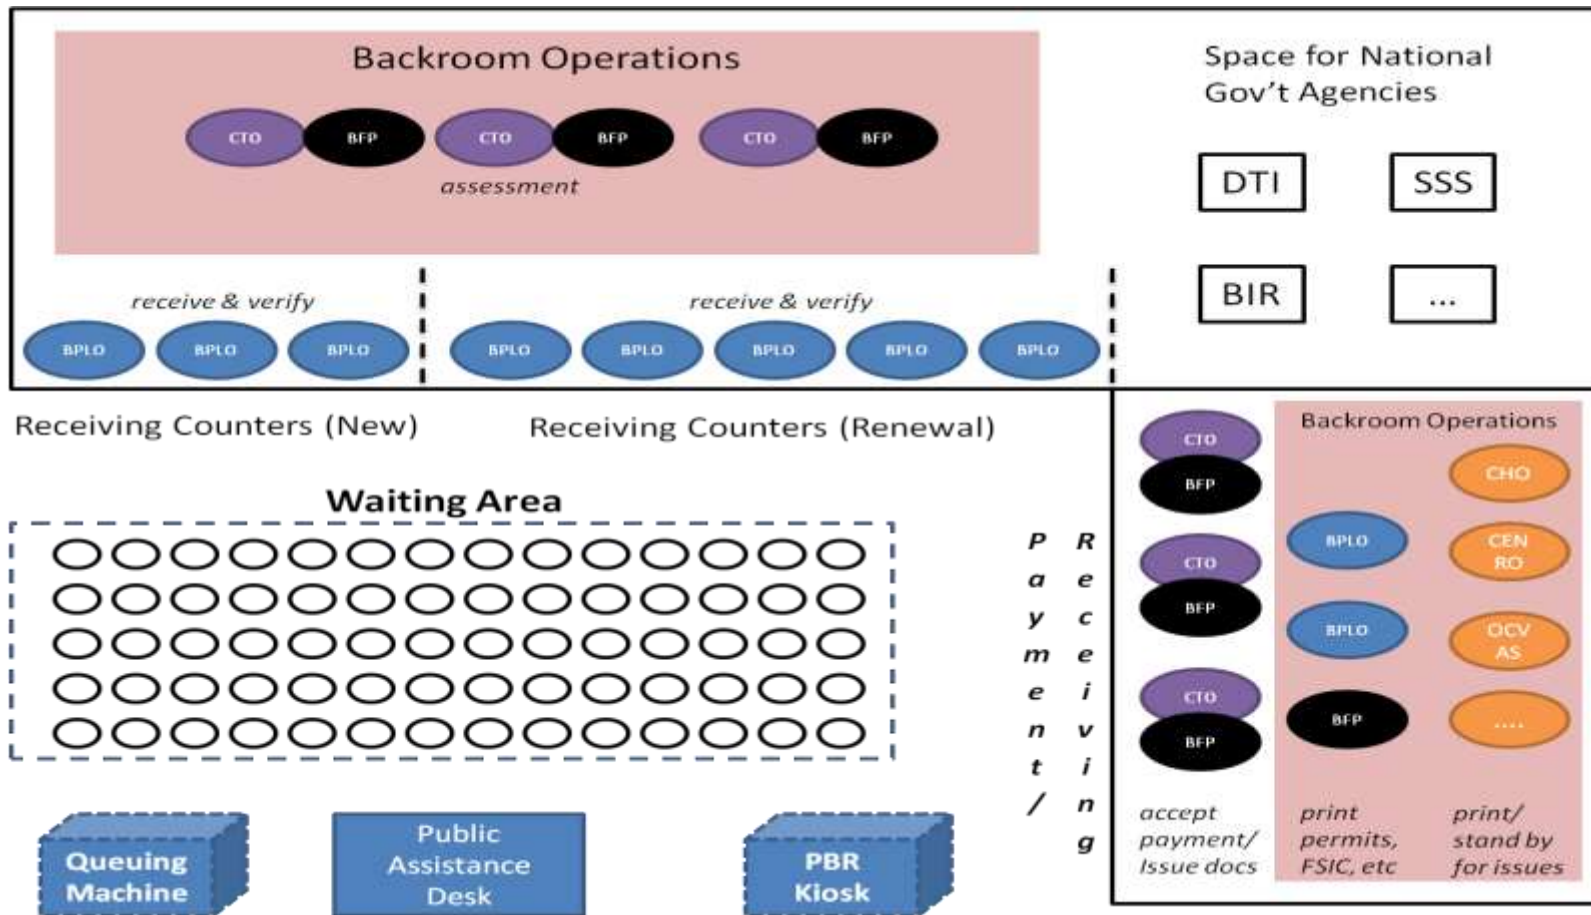 Backroom Operations
CTO BFP CTO BFP CTO BFP
assessment
Space for National
Gov't Agencies
DTI SSS
BIR ...
receive & verify receive & verify
BPLO BPLO BPLO BPLO BPLO BPLO BPLO BPLO
Receiving Counters (New) Receiving Counters (Renewal)
Waiting Area
Payment/
Receiving
CTO
BFP
CTO
BFP
CTO
BFP
accept
payment/
Issue docs
Backroom Operations
BPLO
BPLO
BFP
print
permits,
FSIC, etc
CHO
CEN
RO
OCV
AS
....
print/
stand by
for issues
Queuing
Machine
Public
Assistance
Desk
PBR
Kiosk